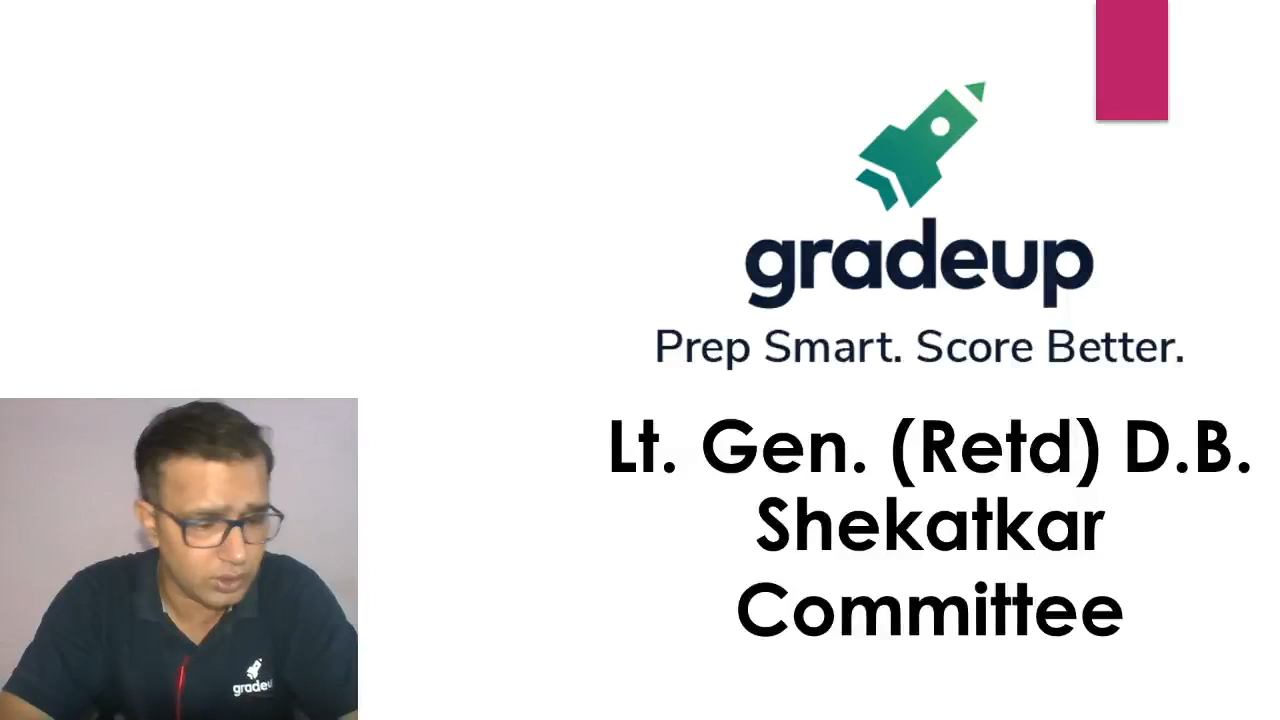 gradeup
Prep Smart. Score Better.
Lt. Gen. (Retd) D.B.
Shekatkar
Committee
gradeup